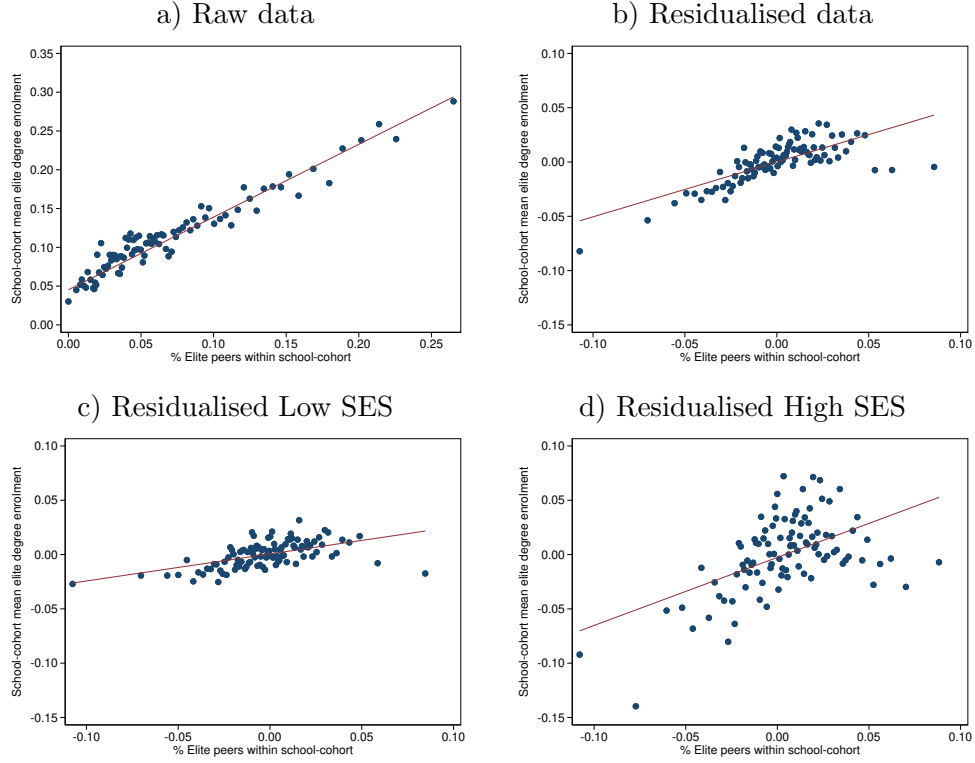 a) Raw data
School-cohort mean elite degree enrolment
0.35
0.30
0.25
0.20
0.15
0.10
0.05
0.00
0.00 0.05 0.10 0.15 0.20 0.25
% Elite peers within school-cohort
b) Residualised data
School-cohort mean elite degree enrolment
0.10
0.05
0.00
-0.05
-0.10
-0.15
-0.10 -0.05 0.00 0.05 0.10
% Elite peers within school-cohort
c) Residualised Low SES
School-cohort mean elite degree enrolment
0.10
0.05
0.00
-0.05
-0.10
-0.15
-0.10 -0.05 0.00 0.05 0.10
% Elite peers within school-cohort
d) Residualised High SES
School-cohort mean elite degree enrolment
0.10
0.05
0.00
-0.05
-0.10
-0.15
-0.10 -0.05 0.00 0.05 0.10
% Elite peers within school-cohort